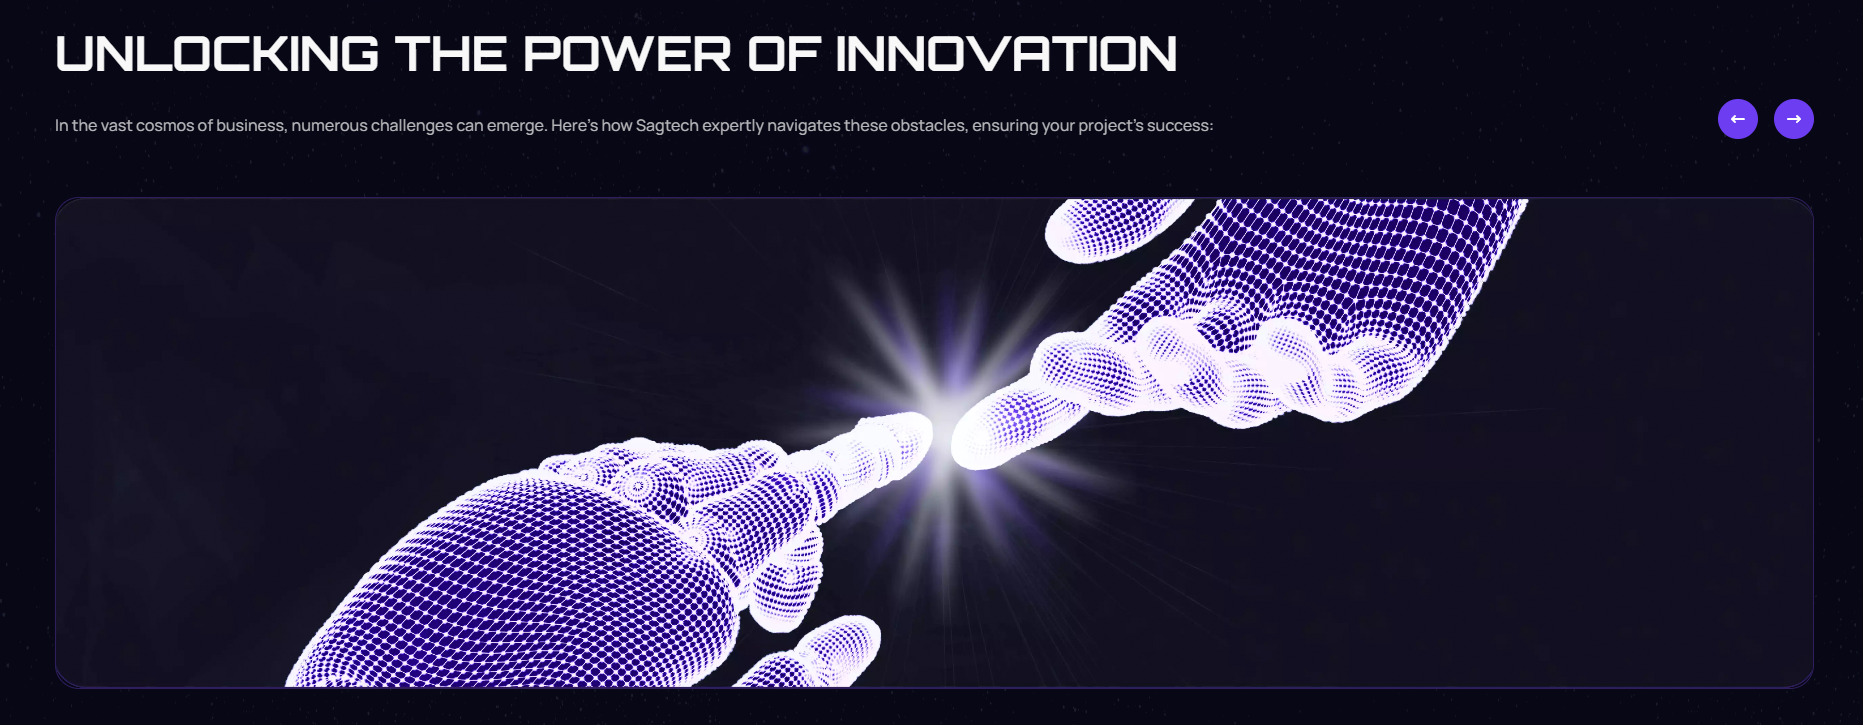 UNLOCKING THE POWER OF INNOVATION
In the vast cosmos of business, numerous challenges can emerge. Here's how Sagtech expertly navigates these obstacles, ensuring your project's success: